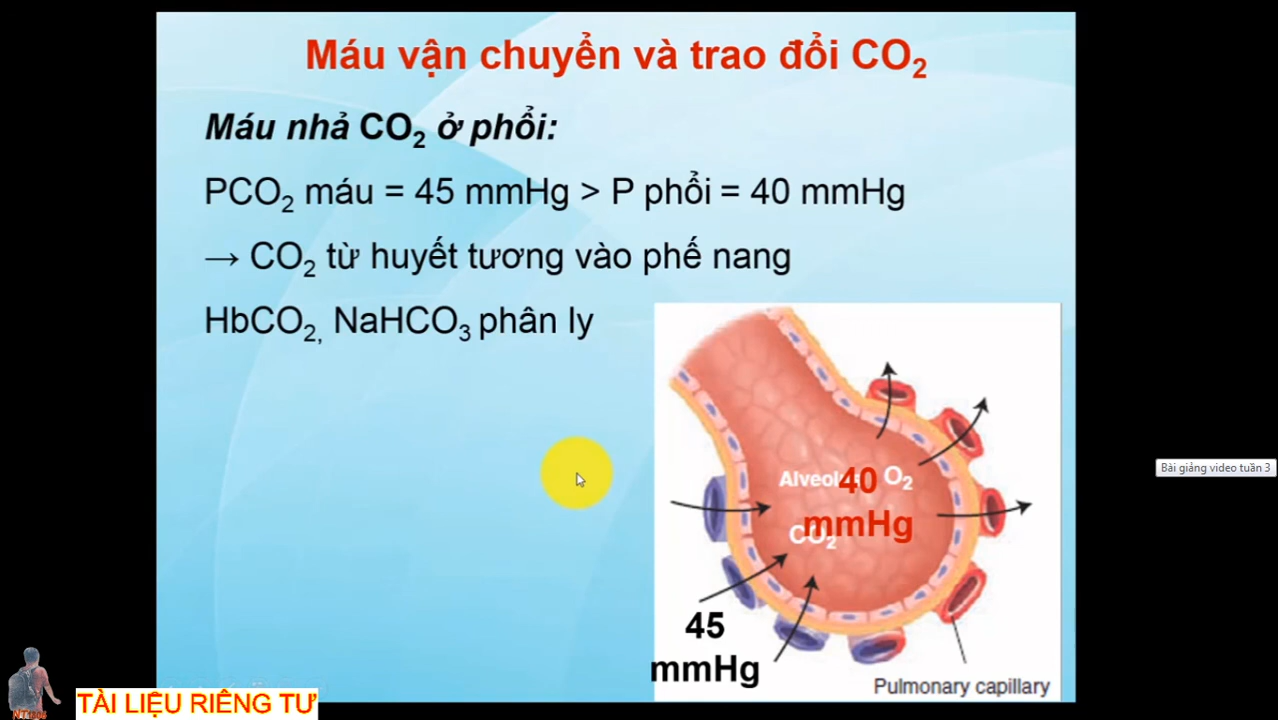 Máu vận chuyển và trao đổi CO₂
Máu nhả CO₂ ở phổi:
PCO₂ máu = 45 mmHg > P phổi = 40 mmHg
→ CO₂ từ huyết tương vào phế nang
HbCO₂, NaHCO₃ phân ly
Bài giảng video tuần 3
40
O₂
mmHg
CO₂
45
mmHg
Pulmonary capillary
TÀI LIỆU RIÊNG TƯ